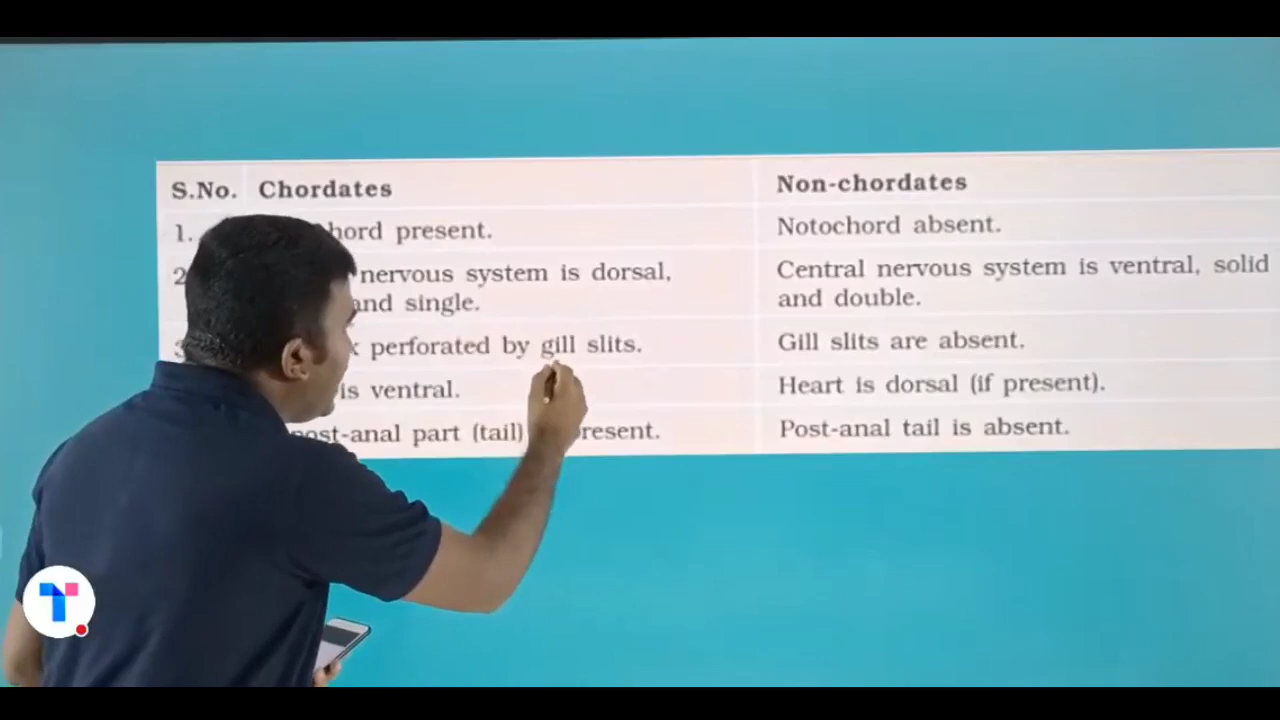 S.No. Chordates Non-chordates
1. hord present. Notochord absent.
2 nervous system is dorsal, Central nervous system is ventral, solid
and single. and double.
x perforated by gill slits. Gill slits are absent.
is ventral. Heart is dorsal (if present).
post-anal part (tail) present. Post-anal tail is absent.